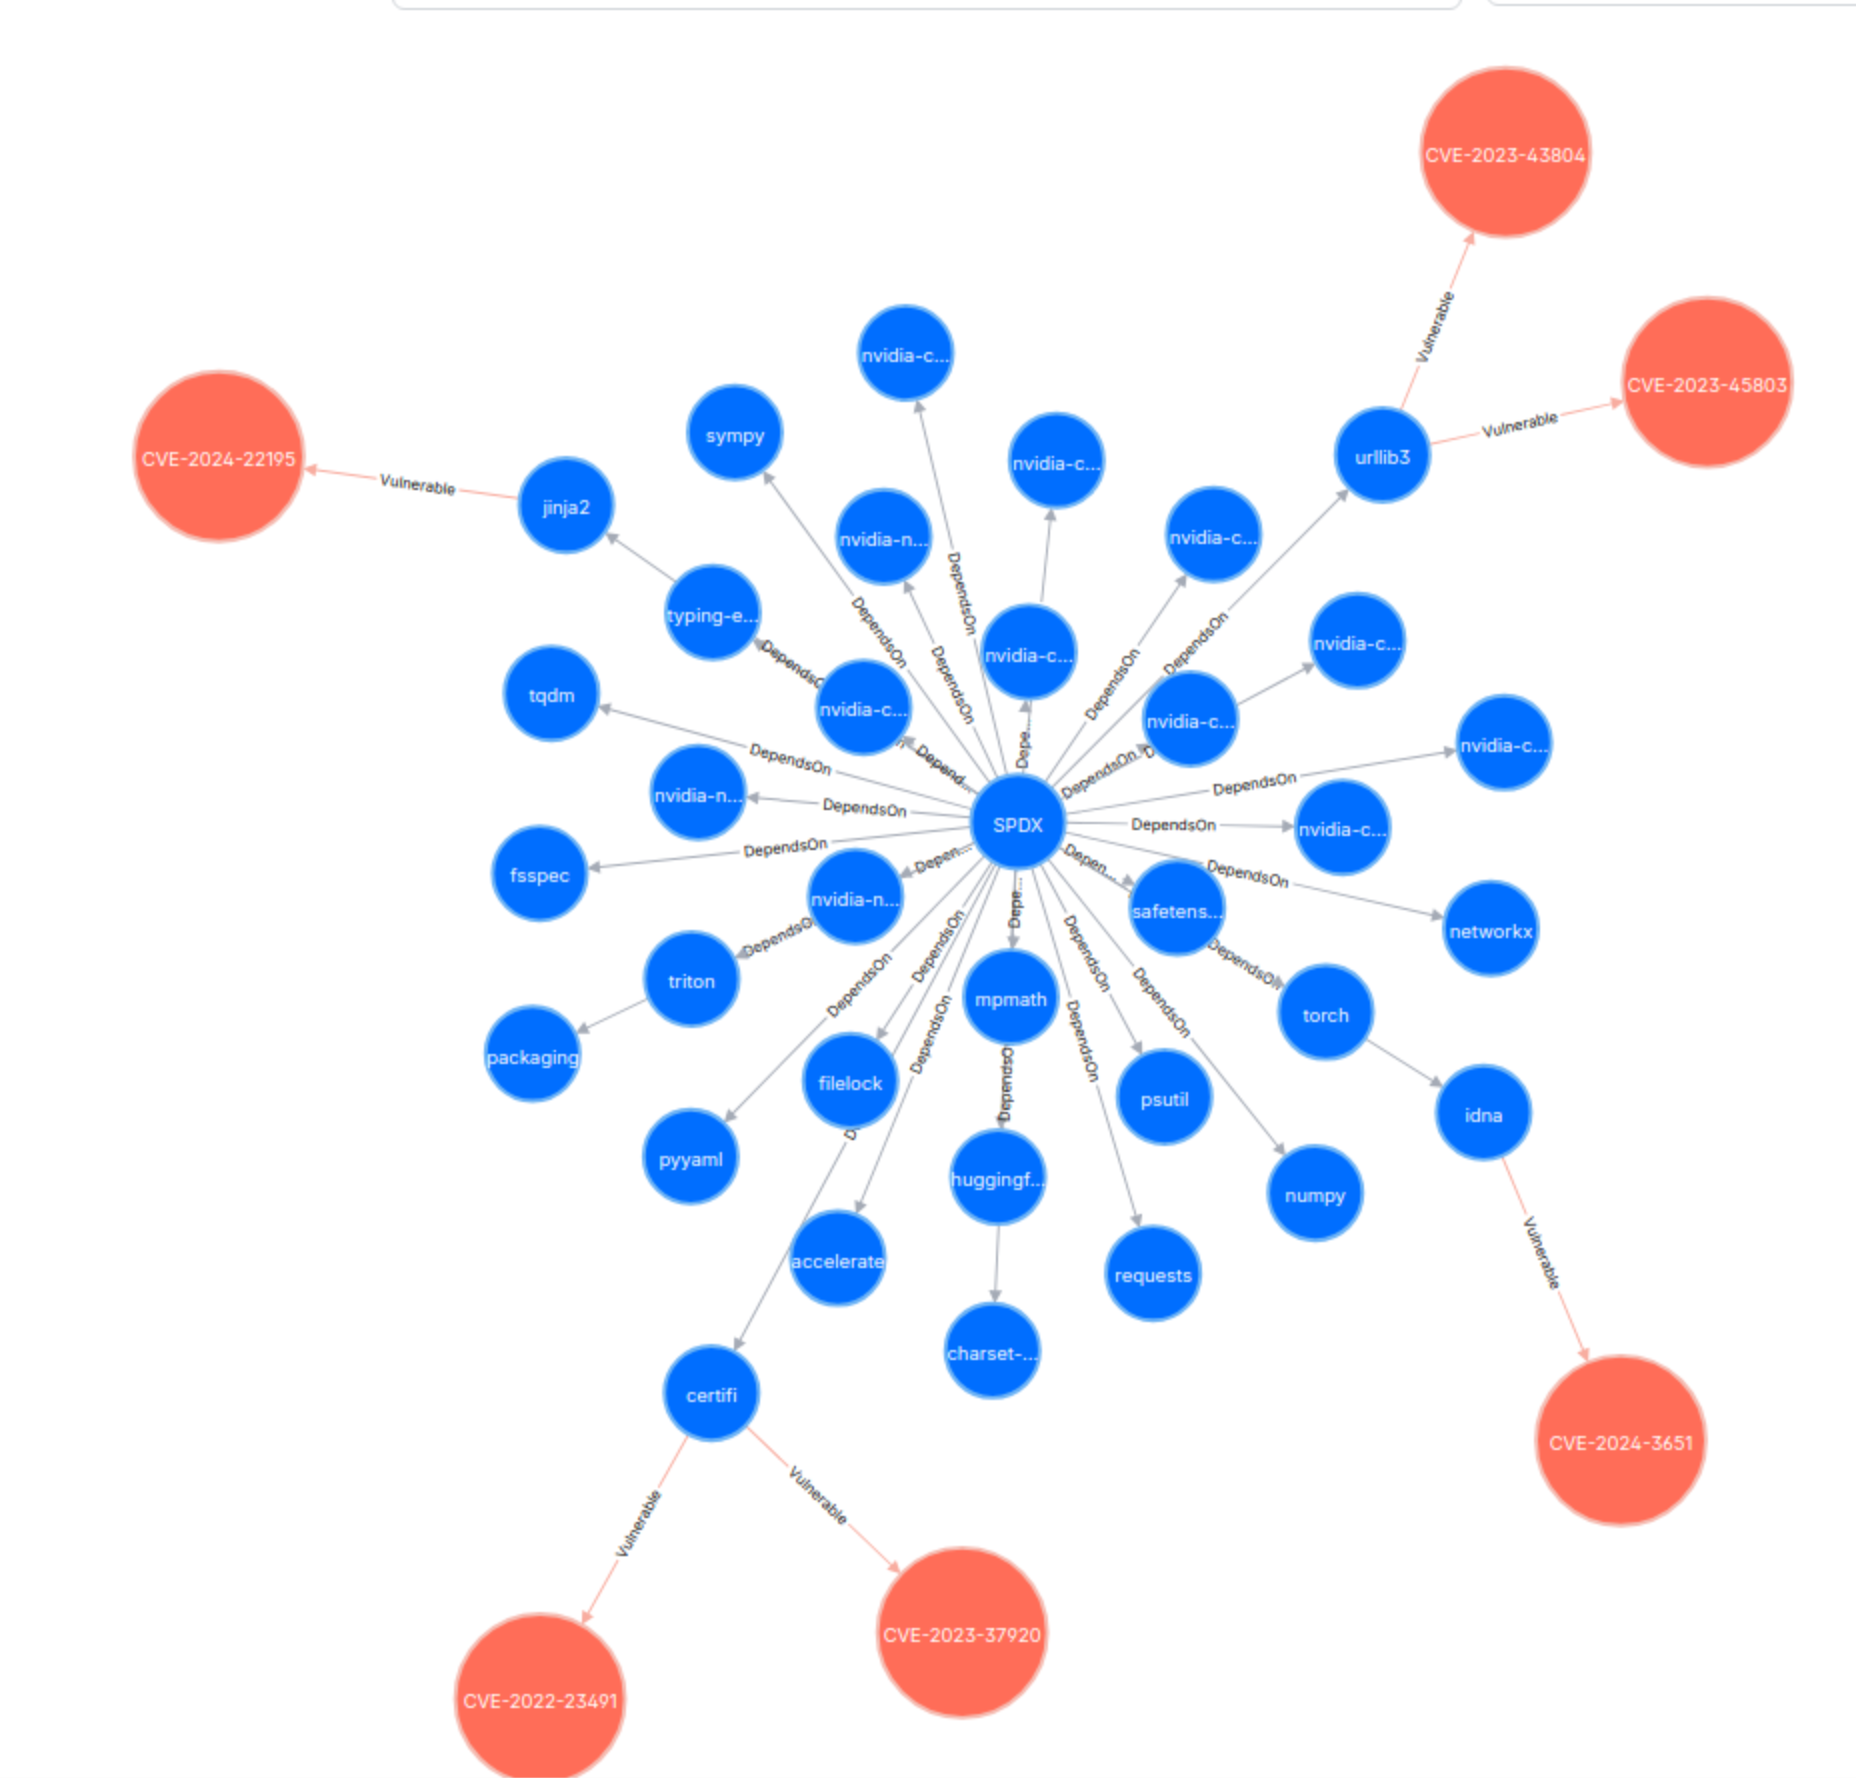 CVE-2023-43804
Vulnerable
CVE-2023-45803
Vulnerable
urllib3
nvidia-c...
sympy
nvidia-c...
CVE-2024-22195
Vulnerable
jinja2
nvidia-n...
nvidia-c...
DependsOn
DependsOn
DependsOn
typing-e...
nvidia-c...
nvidia-c...
DependsOn
DependsOn
tqdm
nvidia-c...
nvidia-c...
nvidia-c...
Depend...
Depe...
DependsOn
DependsOn
DependsOn
nvidia-n...
DependsOn
SPDX
DependsOn
nvidia-c...
fsspec
DependsOn
Depen...
Depen...
DependsOn
nvidia-n...
Depe...
safetens...
networkx
DependsOn
DependsOn
DependsOn
triton
DependsOn
DependsOn
mpmath
DependsOn
torch
packaging
filelock
DependsOn
psutil
idna
pyyaml
huggingf...
numpy
accelerate
requests
Vulnerable
charset-...
certifi
CVE-2024-3651
Vulnerable
Vulnerable
CVE-2023-37920
CVE-2022-23491